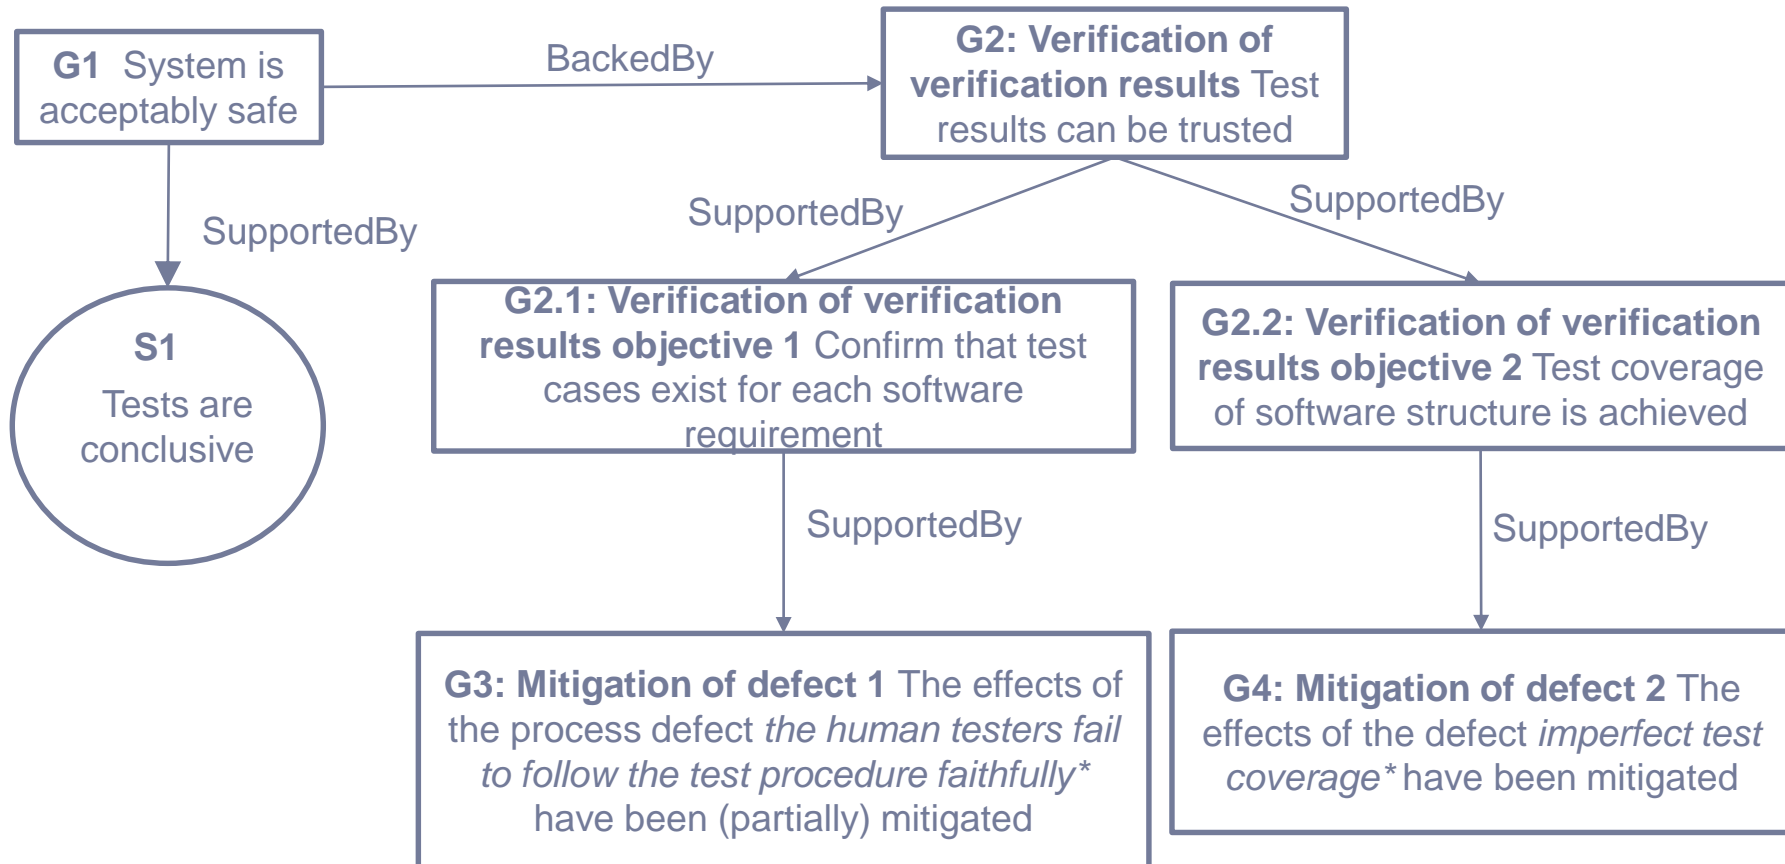 G1 System is
acceptably safe
BackedBy
G2: Verification of
verification results Test
results can be trusted
SupportedBy
SupportedBy
SupportedBy
S1
Tests are
conclusive
G2.1: Verification of verification
results objective 1 Confirm that test
cases exist for each software
requirement
G2.2: Verification of verification
results objective 2 Test coverage
of software structure is achieved
SupportedBy
SupportedBy
G3: Mitigation of defect 1 The effects of
the process defect the human testers fail
to follow the test procedure faithfully*
have been (partially) mitigated
G4: Mitigation of defect 2 The
effects of the defect imperfect test
coverage* have been mitigated